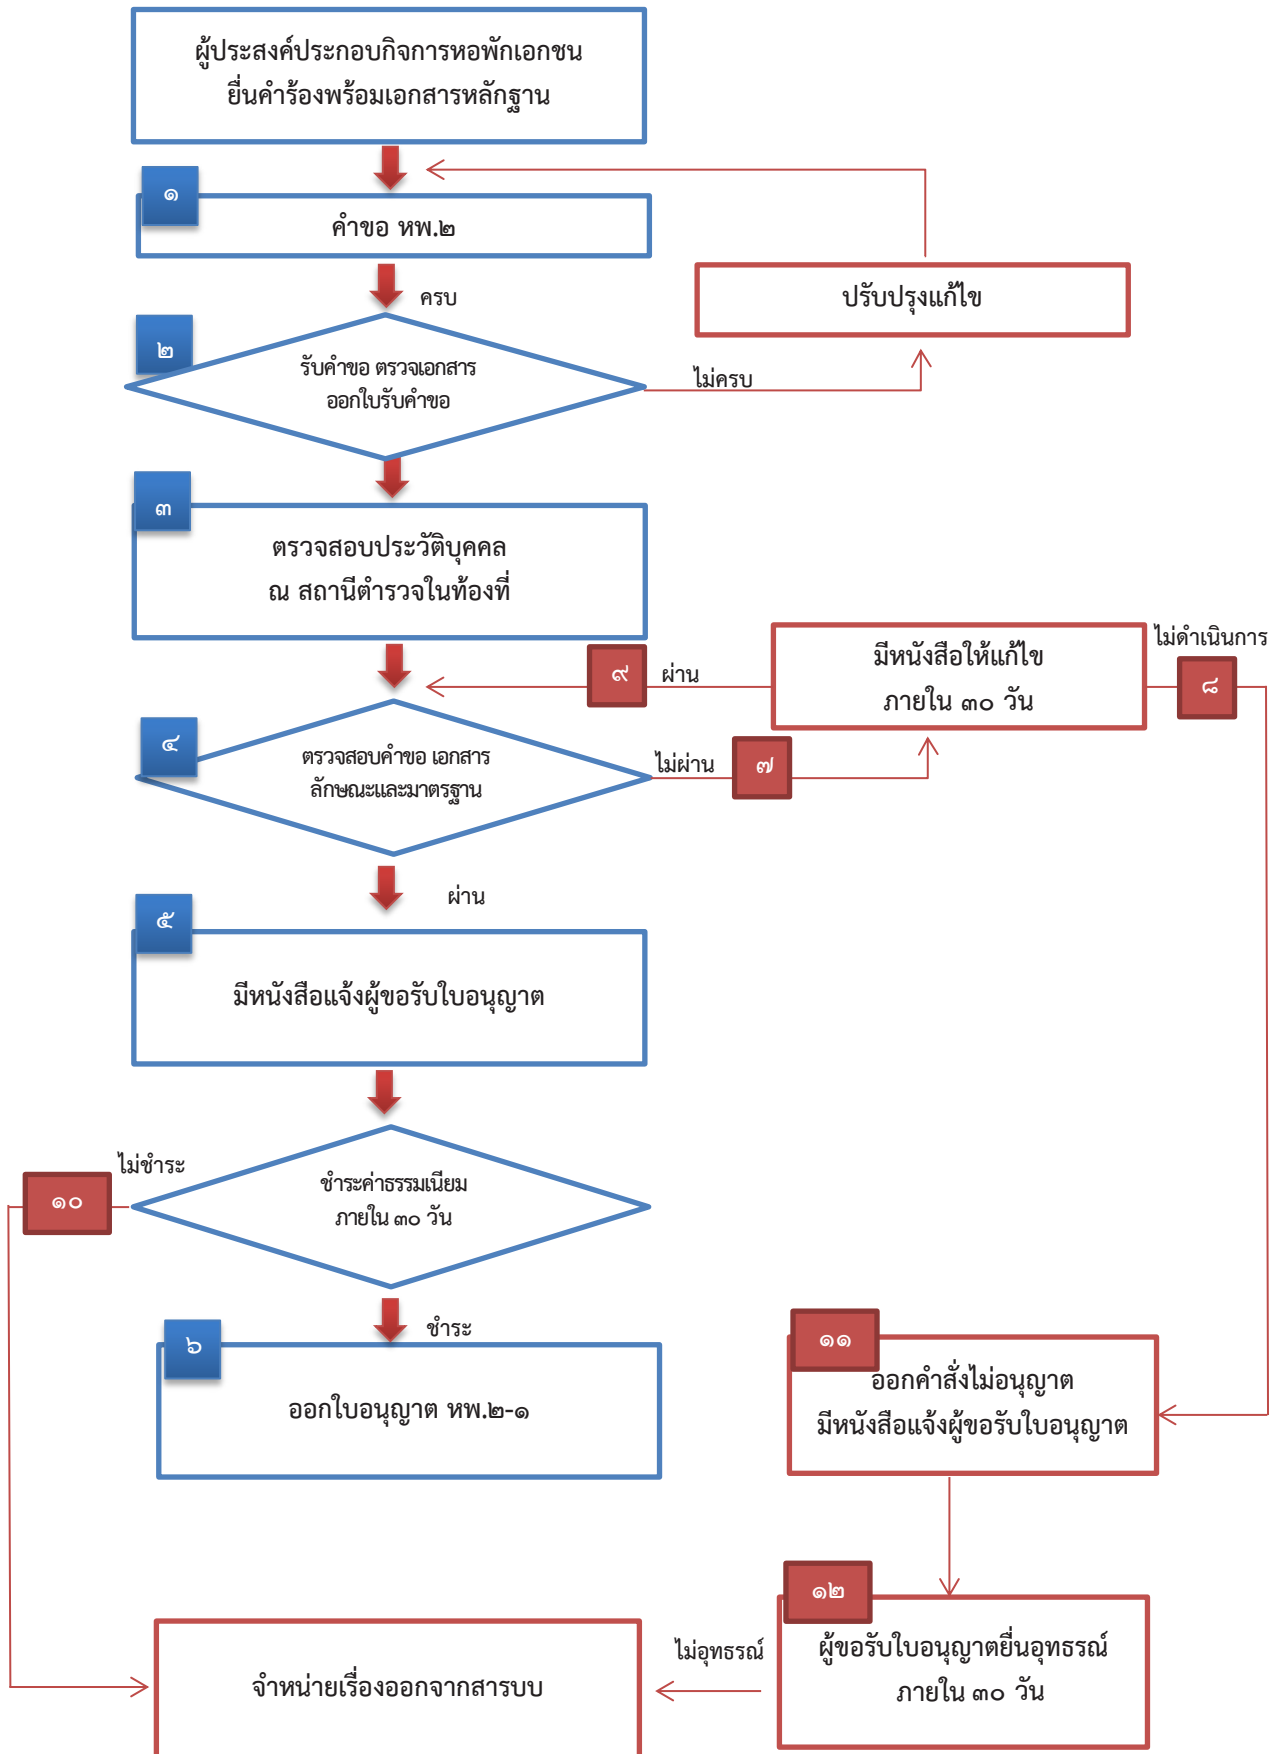 ผู้ประสงค์ประกอบกิจการหอพักเอกชน
ยื่นคำร้องพร้อมเอกสารหลักฐาน
๑
คำขอ หพ.๒
ปรับปรุงแก้ไข
ครบ
๒
รับคำขอ ตรวจเอกสาร
ออกใบรับคำขอ
ไม่ครบ
๓
ตรวจสอบประวัติบุคคล
ณ สถานีตำรวจในท้องที่
มีหนังสือให้แก้ไข
ภายใน ๓๐ วัน
ไม่ดำเนินการ
๘
๙
ผ่าน
๔
ตรวจสอบคำขอ เอกสาร
ลักษณะและมาตรฐาน
ไม่ผ่าน
๗
ผ่าน
๕
มีหนังสือแจ้งผู้ขอรับใบอนุญาต
ไม่ชำระ
๑๐
ชำระค่าธรรมเนียม
ภายใน ๓๐ วัน
ชำระ
๖
ออกใบอนุญาต หพ.๒-๑
๑๑
ออกคำสั่งไม่อนุญาต
มีหนังสือแจ้งผู้ขอรับใบอนุญาต
๑๒
ผู้ขอรับใบอนุญาตยื่นอุทธรณ์
ภายใน ๓๐ วัน
ไม่อุทธรณ์
จำหน่ายเรื่องออกจากสารบบ